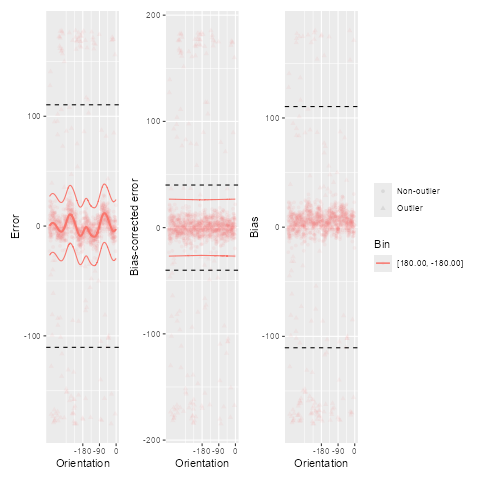 Error
100
0
-100
-180
-90
0
Orientation
Bias-corrected error
200
100
0
-100
-200
-180
-90
0
Orientation
Bias
100
0
-100
-180
-90
0
Orientation
Non-outlier
Outlier
Bin
[180.00, -180.00]